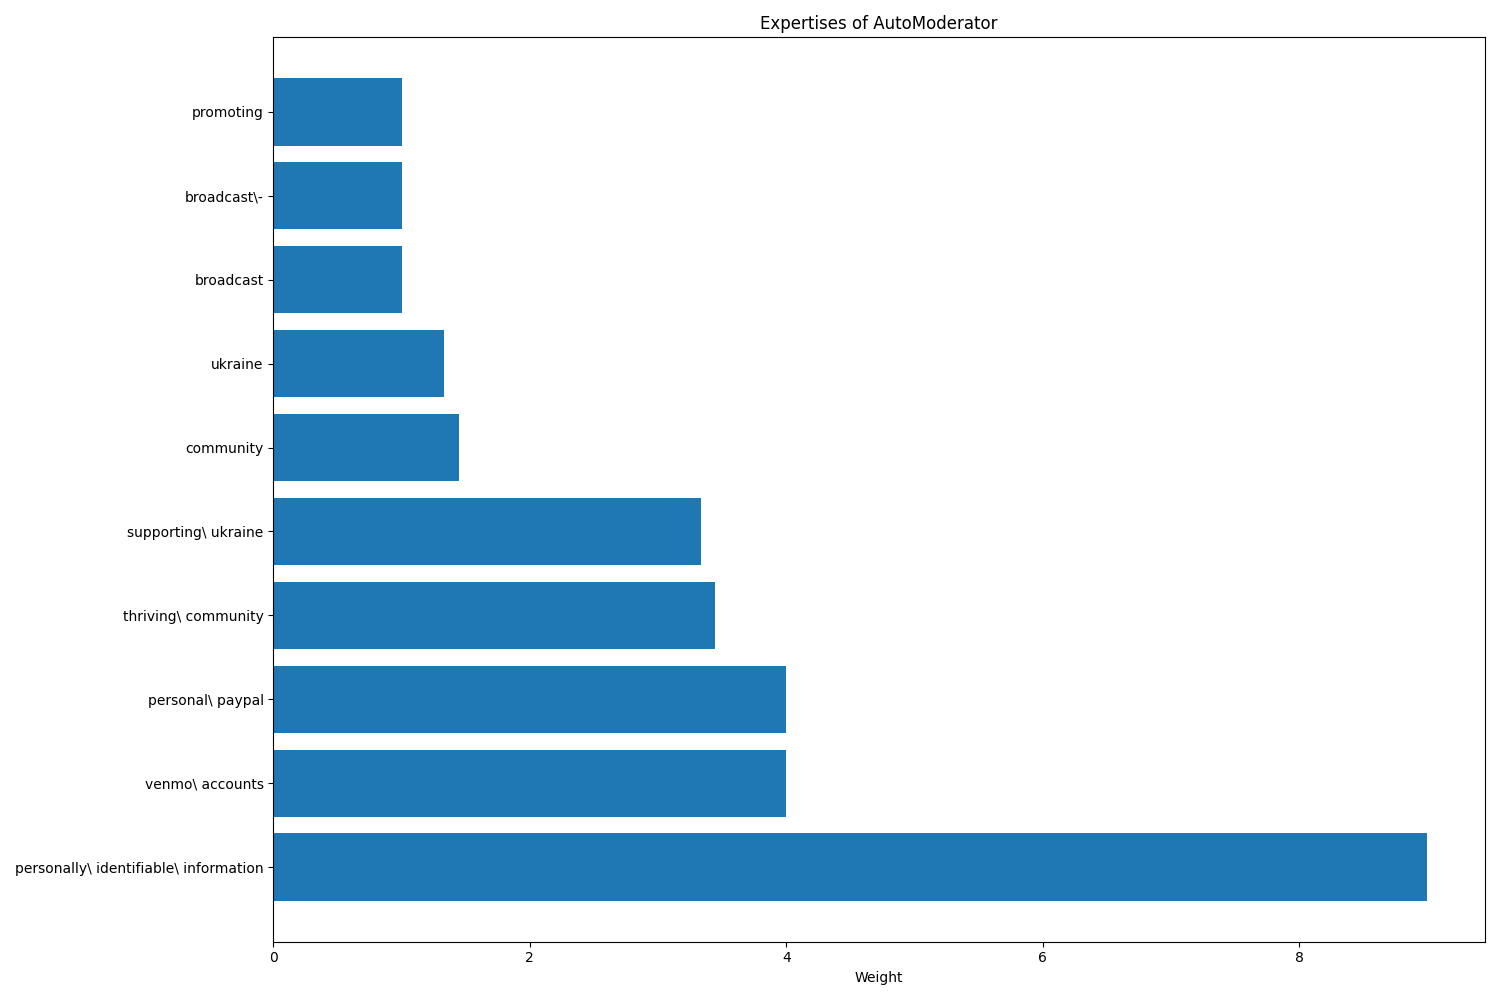 Expertises of AutoModerator
promoting
broadcast\-
broadcast
ukraine
community
supporting\ ukraine
thriving\ community
personal\ paypal
venmo\ accounts
personally\ identifiable\ information
0 2 4 6 8
Weight